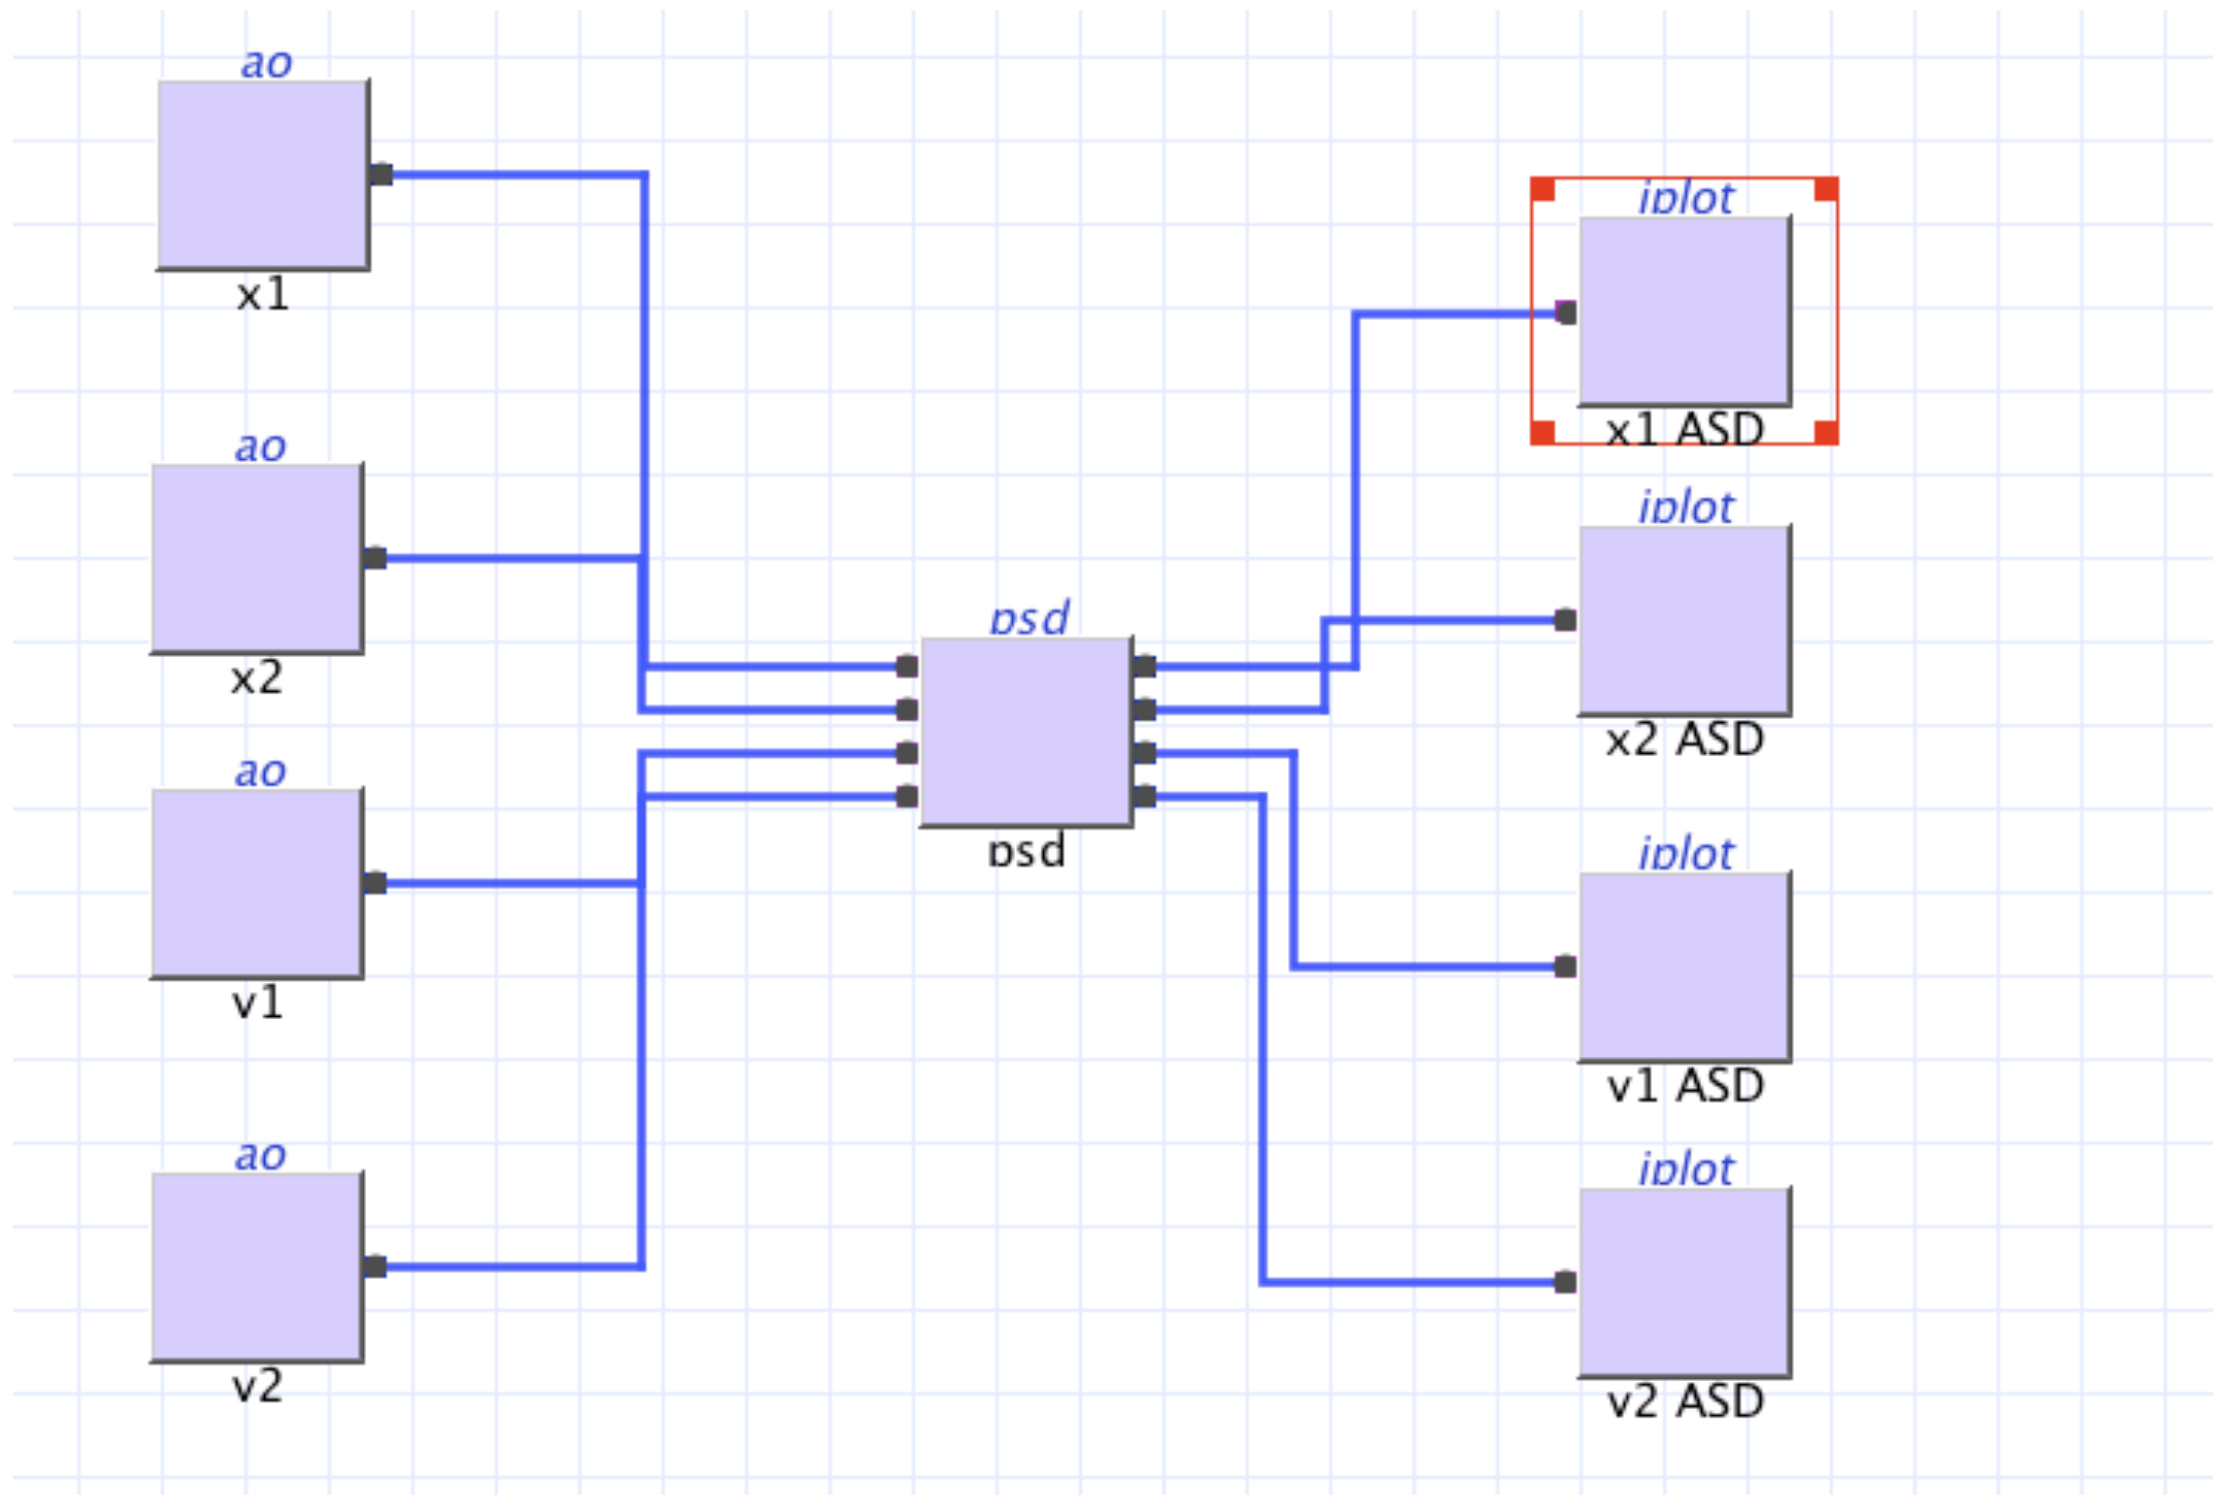 ao
x1
ao
x2
ao
v1
ao
v2
psd
psd
iplot
x1 ASD
iplot
x2 ASD
iplot
v1 ASD
iplot
v2 ASD